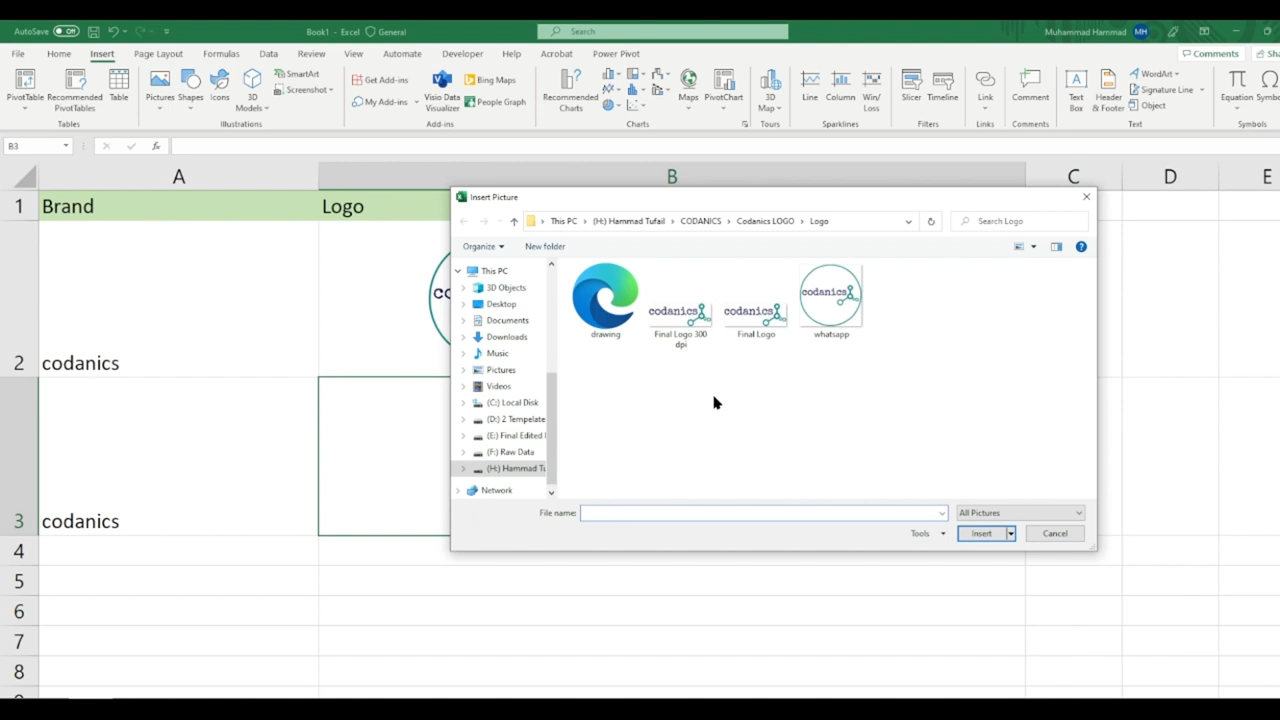 AutoSave Off Book1 - Excel General Search Muhammad Hammad MH
File Home Insert Page Layout Formulas Data Review View Automate Developer Help Acrobat Power Pivot Comments
PivotTable Recommended PivotTables Table Pictures Shapes Icons 3D Models SmartArt Screenshot Get Add-ins My Add-ins Visio Data Visualizer Bing Maps People Graph Recommended Charts Maps PivotChart 3D Map Line Column Win/Loss Slicer Timeline Link Comment Text Box Header & Footer WordArt Signature Line Object Equation
Tables Illustrations Add-ins Charts Tours Sparklines Filters Links Comments Text Symbols
B3 fx
A B C D E
1 Brand Logo
2 codanics
3 codanics
4
5
6
7
8
Insert Picture
This PC (H:) Hammad Tufail CODANICS Codanics LOGO Logo Search Logo
Organize New folder
This PC
3D Objects
Desktop
Documents
Downloads
Music
Pictures
Videos
(C:) Local Disk
(D:) 2 Tempelate
(E:) Final Edited
(F:) Raw Data
(H:) Hammad Tu
Network
codanics codanics codanics
drawing Final Logo 300 dpi Final Logo whatsapp
File name: All Pictures
Tools Insert Cancel